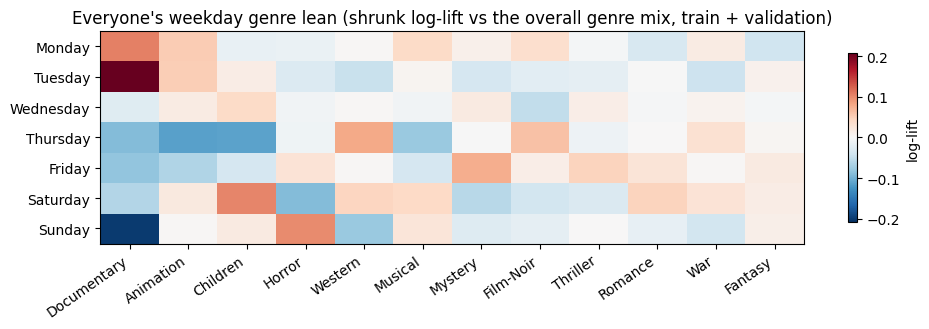 Everyone's weekday genre lean (shrunk log-lift vs the overall genre mix, train + validation)
Monday
Tuesday
Wednesday
Thursday
Friday
Saturday
Sunday
Documentary
Animation
Children
Horror
Western
Musical
Mystery
Film-Noir
Thriller
Romance
War
Fantasy
0.2
0.1
0.0
−0.1
−0.2
log-lift